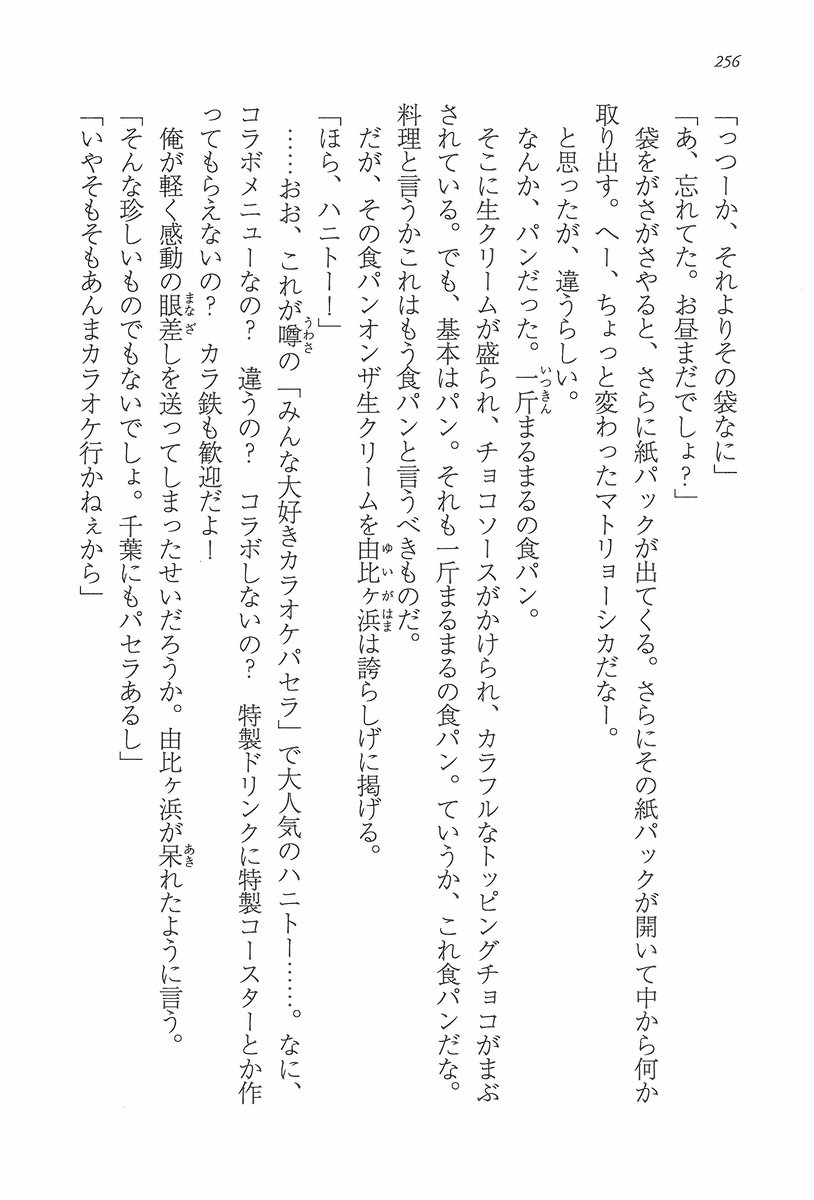 256
「っつーか、それよりその袋なに」
「あ、忘れてた。お昼まだでしょ？」
袋をがさがさやると、さらに紙パックが出てくる。さらにその紙パックが開いて中から何か
取り出す。へー、ちょっと変わったマトリョーシカだなー。
と思ったが、違うらしい。
なんか、パンだった。一斤まるまるの食パン。
いっきん
そこに生クリームが盛られ、チョコソースがかけられ、カラフルなトッピングチョコがまぶ
されている。でも、基本はパン。それも一斤まるまるの食パン。ていうか、これ食パンだな。
料理と言うかこれはもう食パンと言うべきものだ。
だが、その食パンオンザ生クリームを由比ヶ浜は誇らしげに掲げる。
ゆいがはま
「ほら、ハニトー！」
……おお、これが噂の「みんな大好きカラオケパセラ」で大人気のハニトー……。なに、
うわさ
コラボメニューなの？　違うの？　コラボしないの？　特製ドリンクに特製コースターとか作
ってもらえないの？　カラ鉄も歓迎だよ！
俺が軽く感動の眼差しを送ってしまったせいだろうか。由比ヶ浜が呆れたように言う。
まなざ
あき
「そんな珍しいものでもないでしょ。千葉にもパセラあるし」
「いやそもそもあんまカラオケ行かねぇから」